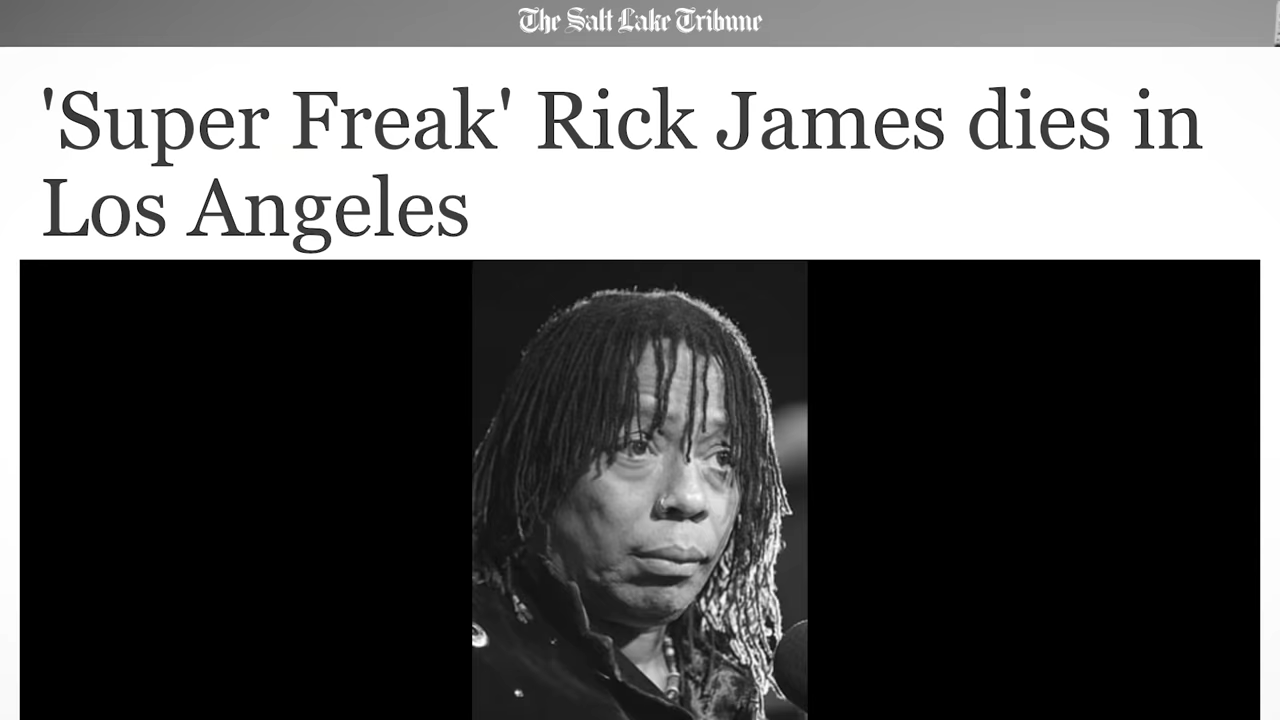 The Salt Lake Tribune
'Super Freak' Rick James dies in
Los Angeles